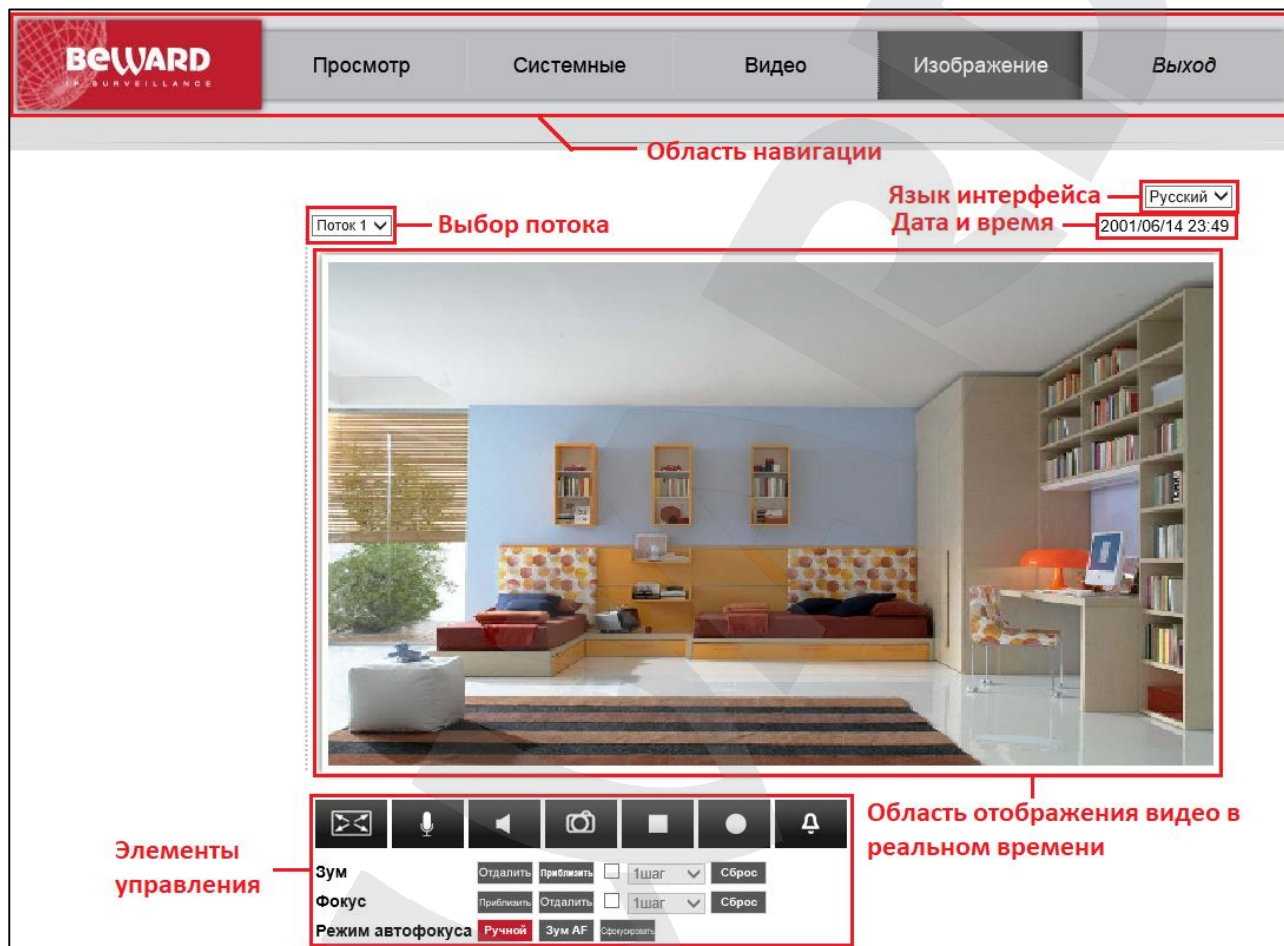 BEWARD
IP SURVEILLANCE
Просмотр
Системные
Видео
Изображение
Выход
Область навигации
Язык интерфейса
Русский
Поток 1
Выбор потока
Дата и время
2001/06/14 23:49
Область отображения видео в
реальном времени
Элементы
управления
Зум
Отдалить
Приблизить
1шаг
Сброс
Фокус
Приблизить
Отдалить
1шаг
Сброс
Режим автофокуса
Ручной
Зум AF
Сфокусировать